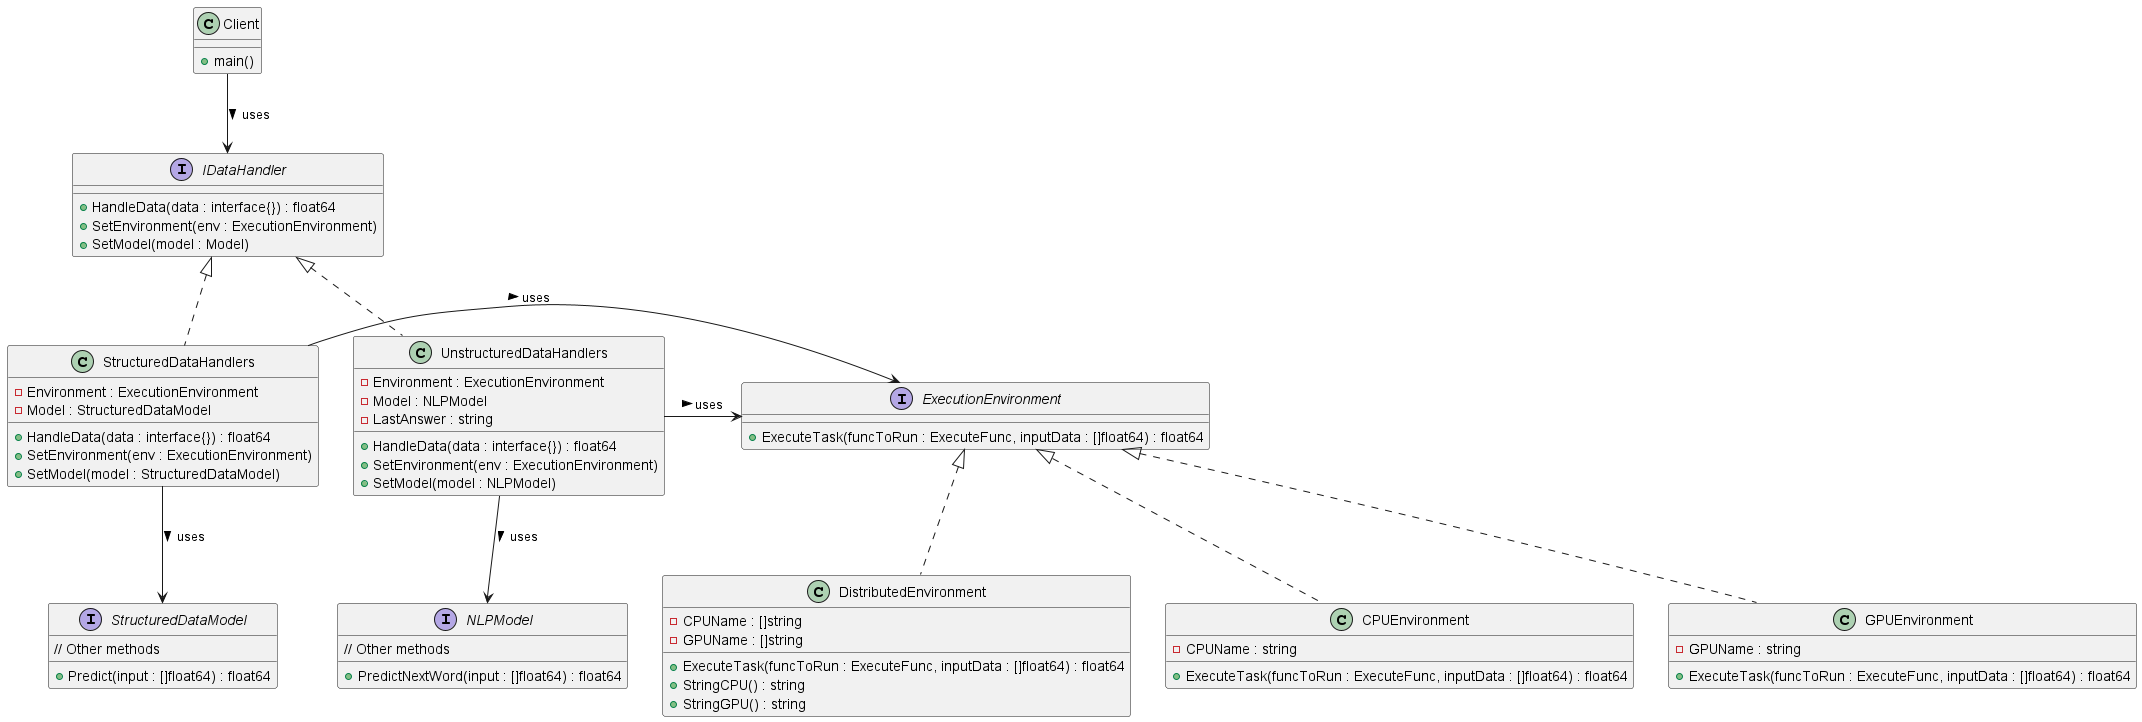 C Client
main()
uses
I IDataHandler
HandleData(data : interface{}) : float64
SetEnvironment(env : ExecutionEnvironment)
SetModel(model : Model)
uses
C StructuredDataHandlers
Environment : ExecutionEnvironment
Model : StructuredDataModel
HandleData(data : interface{}) : float64
SetEnvironment(env : ExecutionEnvironment)
SetModel(model : StructuredDataModel)
C UnstructuredDataHandlers
Environment : ExecutionEnvironment
Model : NLPModel
LastAnswer : string
HandleData(data : interface{}) : float64
SetEnvironment(env : ExecutionEnvironment)
SetModel(model : NLPModel)
uses
I ExecutionEnvironment
ExecuteTask(funcToRun : ExecuteFunc, inputData : []float64) : float64
uses
uses
I StructuredDataModel
// Other methods
Predict(input : []float64) : float64
I NLPModel
// Other methods
PredictNextWord(input : []float64) : float64
C DistributedEnvironment
CPUName : []string
GPUName : []string
ExecuteTask(funcToRun : ExecuteFunc, inputData : []float64) : float64
StringCPU() : string
StringGPU() : string
C CPUEnvironment
CPUName : string
ExecuteTask(funcToRun : ExecuteFunc, inputData : []float64) : float64
C GPUEnvironment
GPUName : string
ExecuteTask(funcToRun : ExecuteFunc, inputData : []float64) : float64